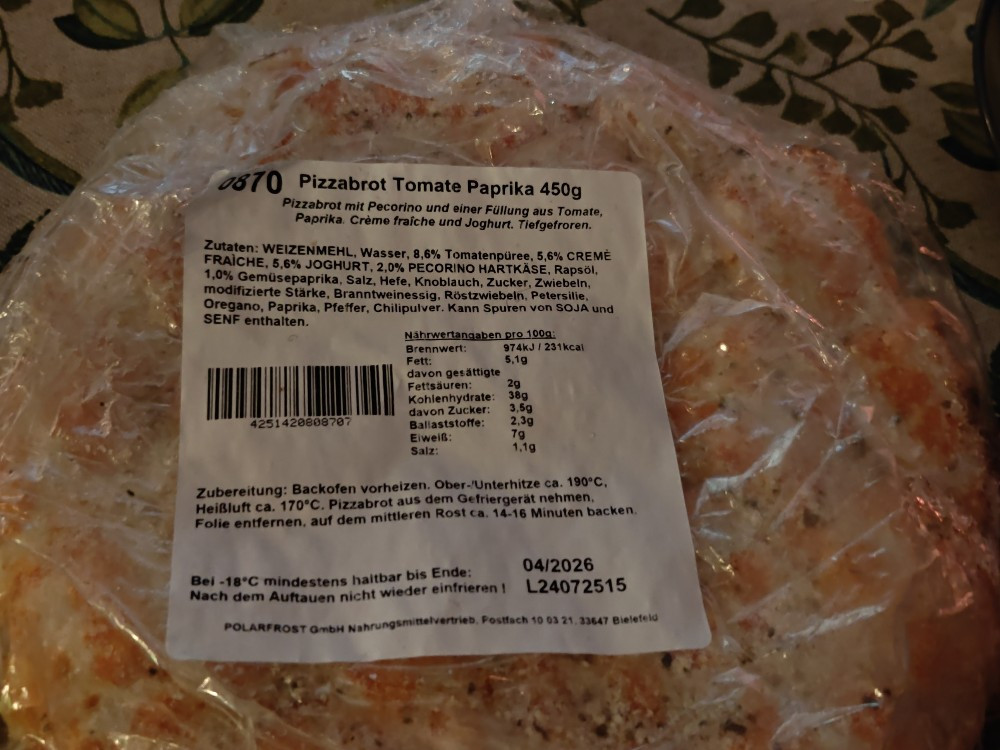 0870 Pizzabrot Tomate Paprika 450g
Pizzabrot mit Pecorino und einer Füllung aus Tomate,
Paprika. Crème fraîche und Joghurt. Tiefgefroren.
Zutaten: WEIZENMEHL, Wasser, 8,6% Tomatenpüree, 5,6% CREME
FRAÎCHE, 5,6% JOGHURT, 2,0% PECORINO HARTKÄSE, Rapsöl,
1,0% Gemüsepaprika, Salz, Hefe, Knoblauch, Zucker, Zwiebeln,
modifizierte Stärke, Branntweinessig, Röstzwiebeln, Petersilie,
Oregano, Paprika, Pfeffer, Chilipulver. Kann Spuren von SOJA und
SENF enthalten.
Nährwertangaben pro 100g:
Brennwert: 974kJ / 231kcal
Fett: 5,1g
davon gesättigte
Fettsäuren: 2g
Kohlenhydrate: 38g
davon Zucker: 3,5g
Ballaststoffe: 2,3g
Eiweiß: 7g
Salz: 1,1g
4251420808707
Zubereitung: Backofen vorheizen. Ober-/Unterhitze ca. 190°C,
Heißluft ca. 170°C. Pizzabrot aus dem Gefriergerät nehmen,
Folie entfernen, auf dem mittleren Rost ca. 14-16 Minuten backen.
Bei -18°C mindestens haltbar bis Ende: 04/2026
Nach dem Auftauen nicht wieder einfrieren ! L24072515
POLARFROST GmbH Nahrungsmittelvertrieb. Postfach 10 03 21. 33647 Bielefeld